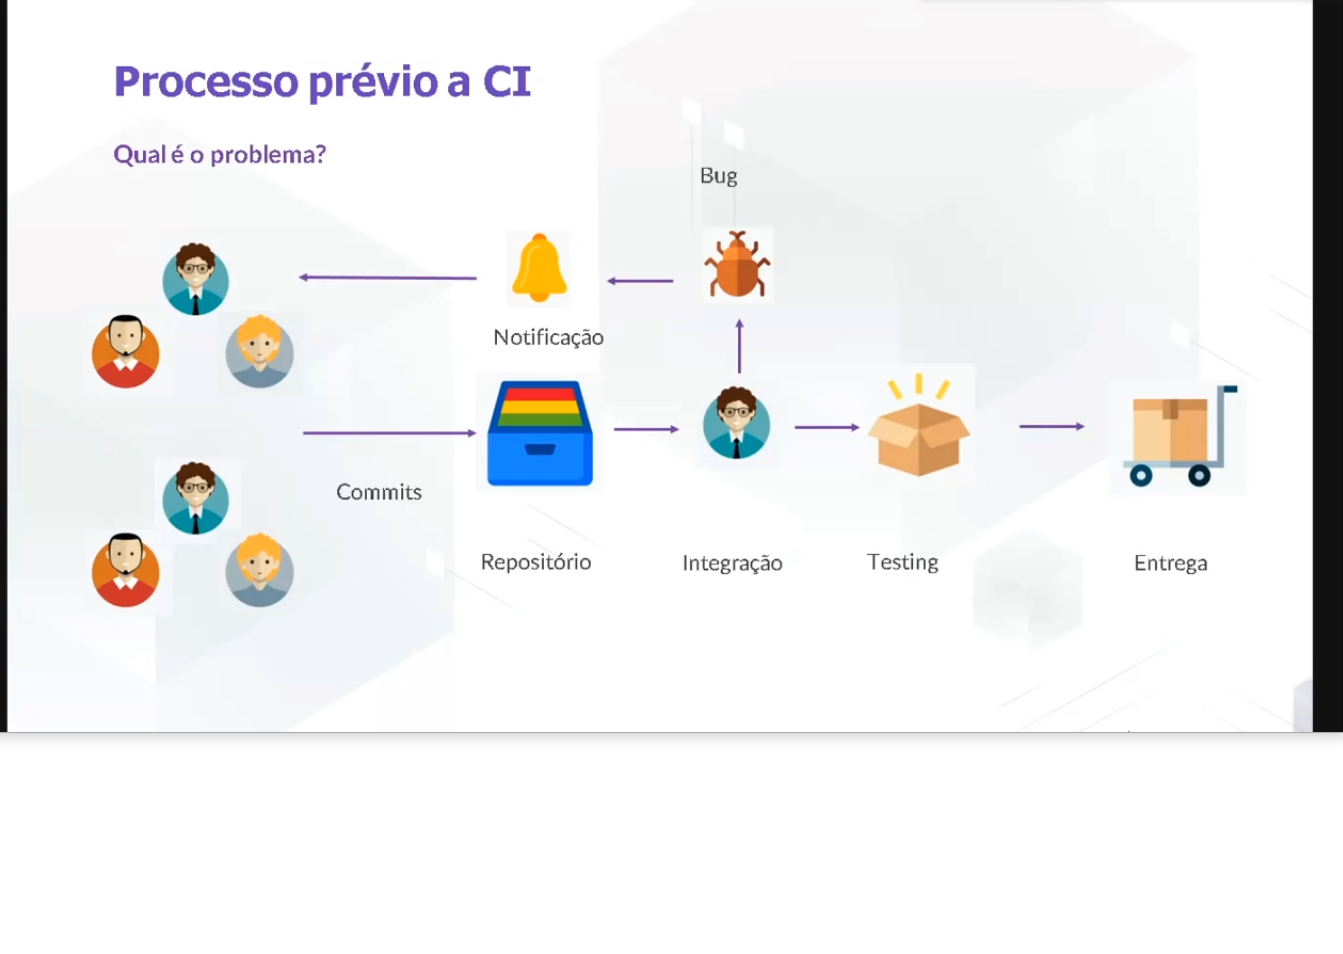 Processo prévio a CI
Qual é o problema?
Bug
Notificação
Commits
Repositório
Integração
Testing
Entrega